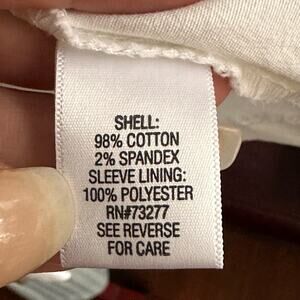 SHELL:
98% COTTON
2% SPANDEX
SLEEVE LINING:
100% POLYESTER
RN#73277
SEE REVERSE
FOR CARE